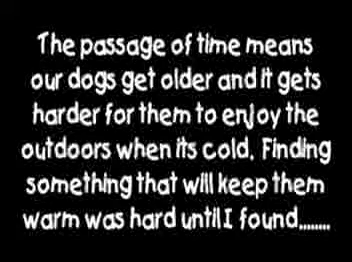 The passage of time means
our dogs get older and it gets
harder for them to enjoy the
outdoors when its cold. Finding
something that will keep them
warm was hard until I found........